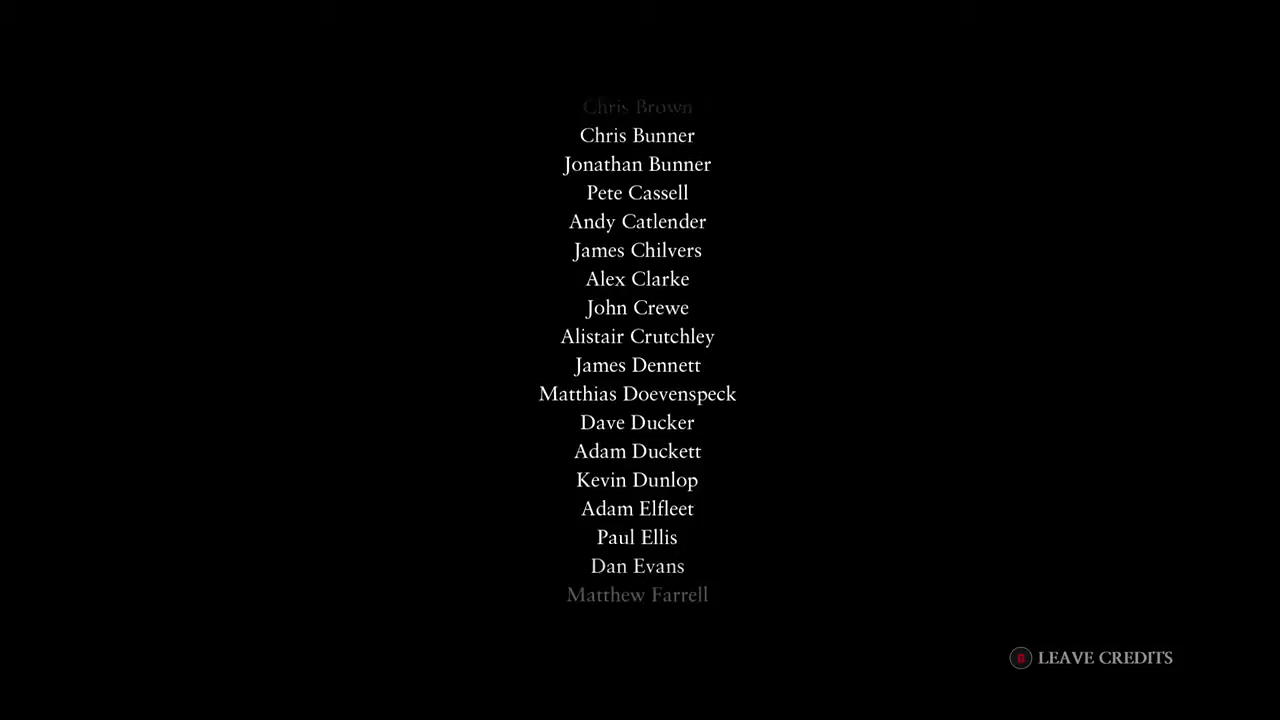 Chris Brown
Chris Bunner
Jonathan Bunner
Pete Cassell
Andy Catlender
James Chilvers
Alex Clarke
John Crewe
Alistair Crutchley
James Dennett
Matthias Doevenspeck
Dave Ducker
Adam Duckett
Kevin Dunlop
Adam Elfleet
Paul Ellis
Dan Evans
Matthew Farrell
LEAVE CREDITS